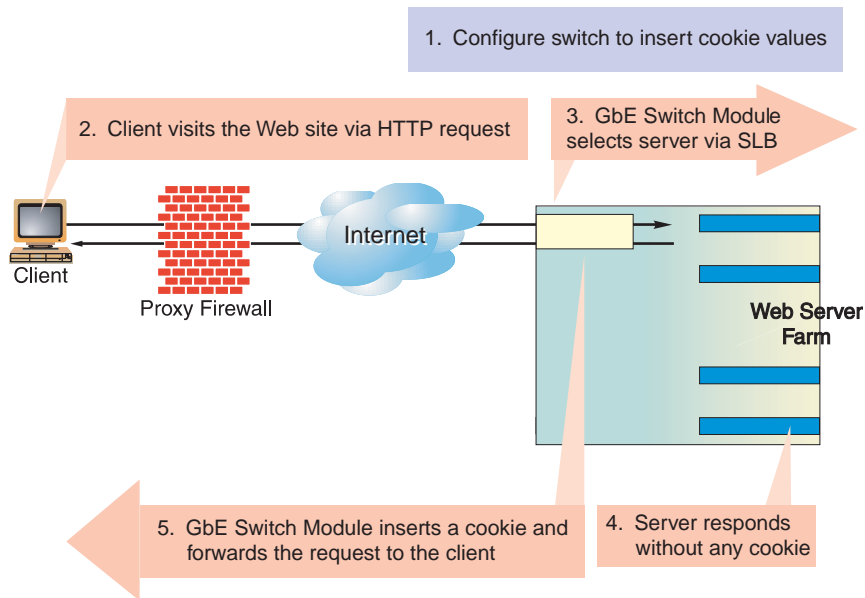 1. Configure switch to insert cookie values
2. Client visits the Web site via HTTP request
3. GbE Switch Module
selects server via SLB
Internet
Client
Proxy Firewall
Web Server
Farm
5. GbE Switch Module inserts a cookie and
forwards the request to the client
4. Server responds
without any cookie